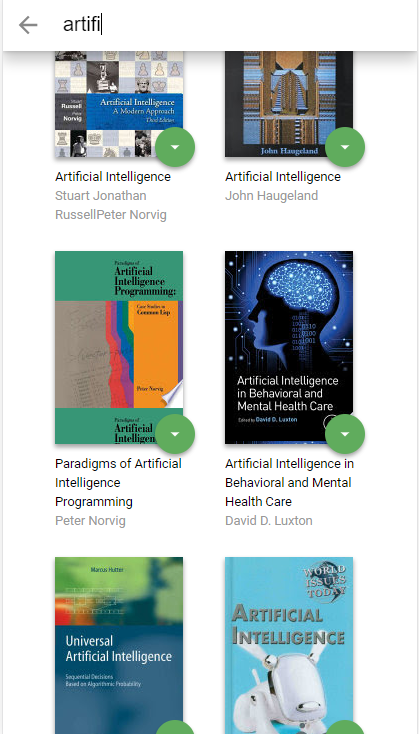 artifi
Stuart
Russell
Peter
Norvig
Artificial Intelligence
A Modern Approach
Third Edition
John Haugeland
Artificial Intelligence
Stuart Jonathan
RussellPeter Norvig
Artificial Intelligence
John Haugeland
Paradigms of
Artificial
Intelligence
Programming:
Case Studies in
Common Lisp
Peter Norvig
Paradigms of
Artificial
Intelligen
Artificial Intelligence
in Behavioral and
Mental Health Care
Edited by David D. Luxton
Paradigms of Artificial
Intelligence
Programming
Peter Norvig
Artificial Intelligence in
Behavioral and Mental
Health Care
David D. Luxton
Marcus Hutter
Universal
Artificial Intelligence
Sequential Decisions
Based on Algorithmic Probability
WORLD
ISSUES
TODAY
ARTIFICIAL
INTELLIGENCE